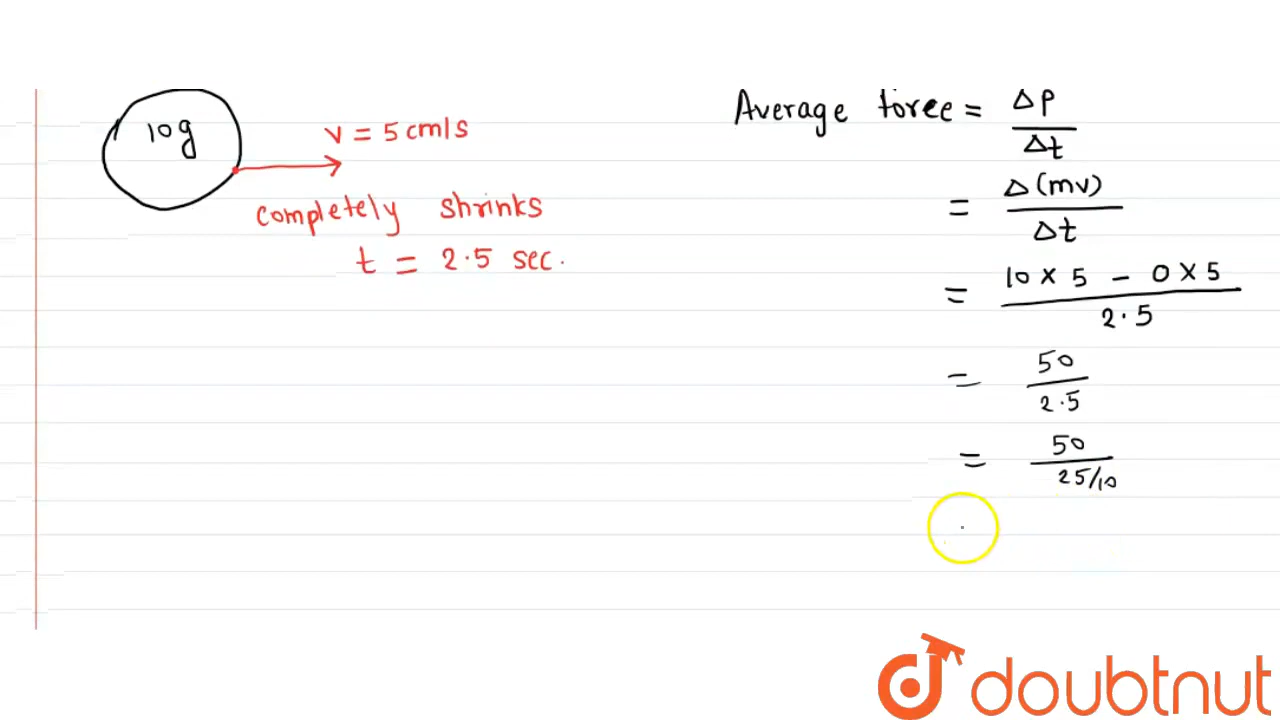 10g
v = 5 cm/s
completely shrinks
t = 2.5 sec.
Average force = Δp
Δt
= Δ(mv)
Δt
= 10 × 5 - 0 × 5
2.5
= 50
2.5
= 50
25/10
doubtnut